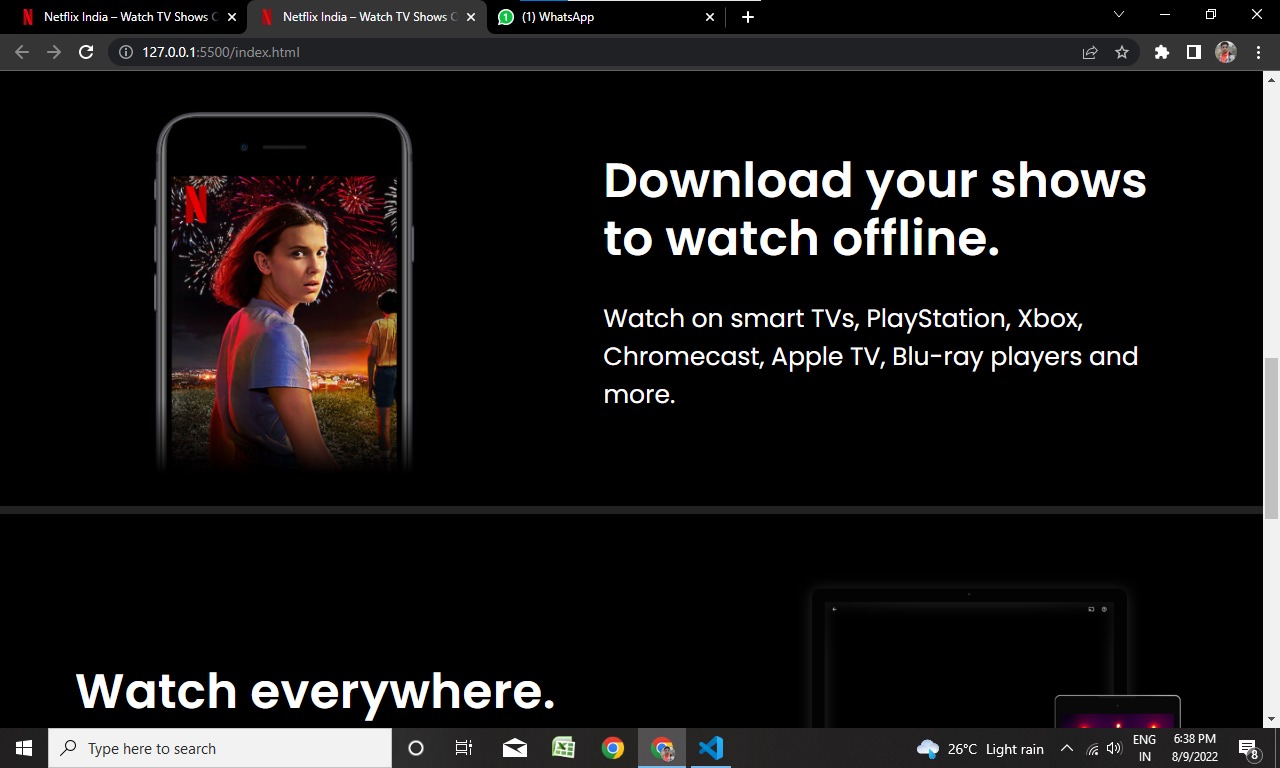 Netflix India – Watch TV Shows O
Netflix India – Watch TV Shows O
1
(1) WhatsApp
127.0.0.1:5500/index.html
N
Download your shows
to watch offline.
Watch on smart TVs, PlayStation, Xbox,
Chromecast, Apple TV, Blu-ray players and
more.
Watch everywhere.
Type here to search
26°C Light rain
ENG
IN
6:38 PM
8/9/2022
8